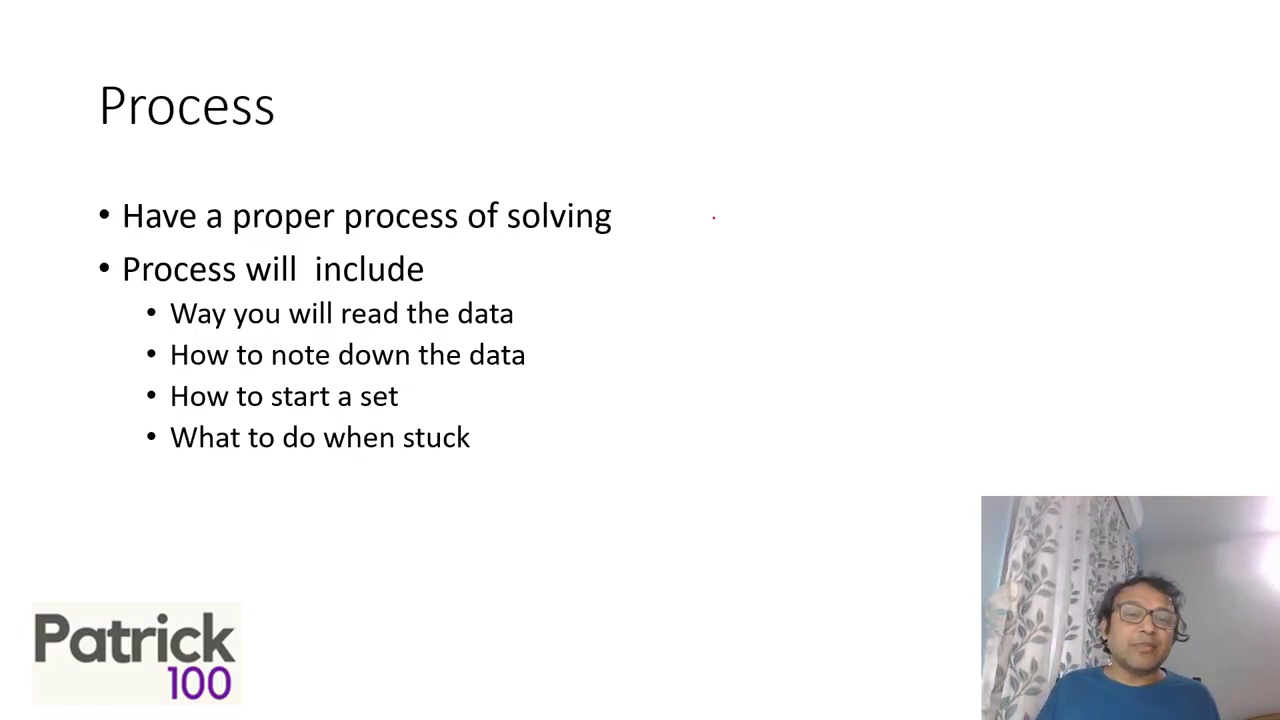 Process
• Have a proper process of solving
• Process will  include
• Way you will read the data
• How to note down the data
• How to start a set
• What to do when stuck
Patrick
100